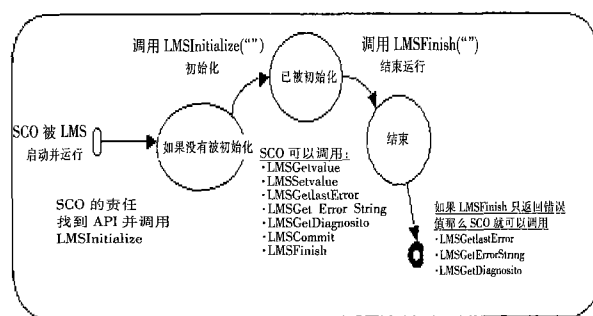 调用 LMSInitialize(“”)
初始化
已被初始化
调用 LMSFinish(“”)
结束运行
SCO 被 LMS
启动并运行
如果没有被初始化
结束
SCO 的责任
找到 API 并调用
LMSInitialize
SCO 可以调用：
·LMSGetvalue
·LMSSetvalue
·LMSGetlastError
·LMSGet Error String
·LMSGetDiagnosito
·LMSCommit
·LMSFinish
如果 LMSFinish 只返回错误
值那么 SCO 就可以调用
·LMSGetlastError
·LMSGetErrorString
·LMSGetDiagnosito